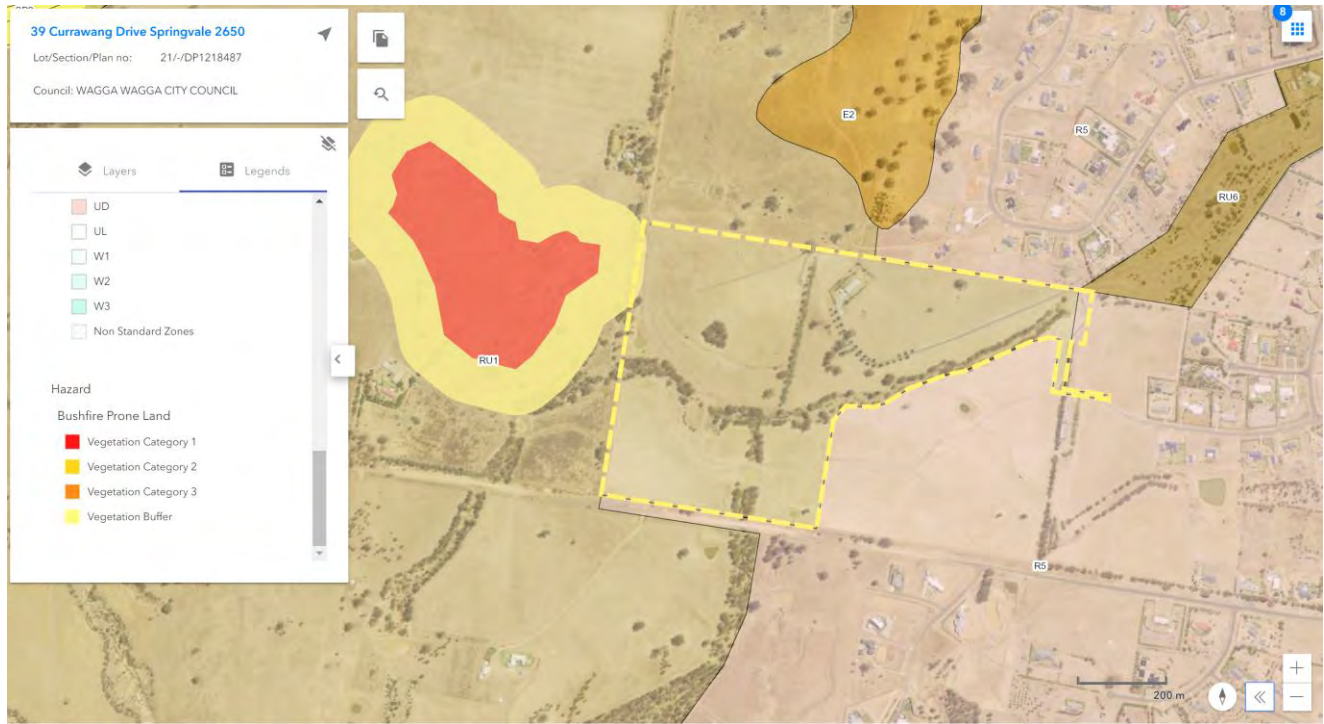 39 Currawang Drive Springvale 2650
Lot/Section/Plan no: 21/-/DP1218487
Council: WAGGA WAGGA CITY COUNCIL
Layers
Legends
UD
UL
W1
W2
W3
Non Standard Zones
Hazard
Bushfire Prone Land
Vegetation Category 1
Vegetation Category 2
Vegetation Category 3
Vegetation Buffer
8
E2
R5
RU6
RU1
R5
200 m